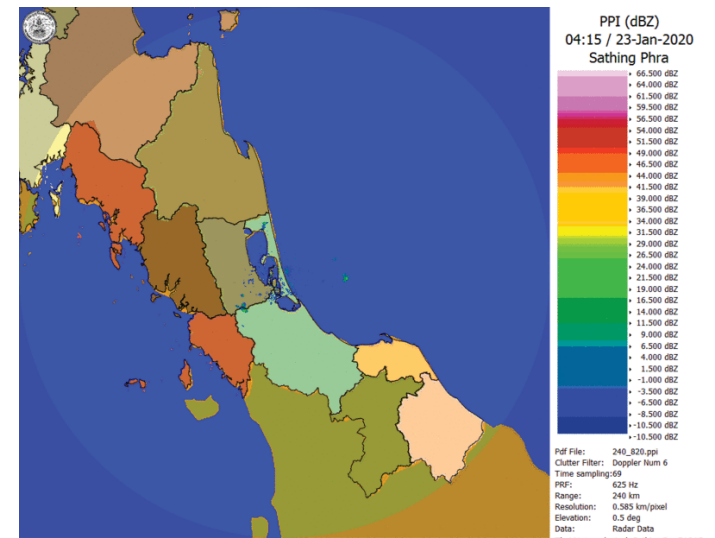 PPI (dBZ)
04:15 / 23-Jan-2020
Sathing Phra
66.500 dBZ
64.000 dBZ
61.500 dBZ
59.500 dBZ
56.500 dBZ
54.000 dBZ
51.500 dBZ
49.000 dBZ
46.500 dBZ
44.000 dBZ
41.500 dBZ
39.000 dBZ
36.500 dBZ
34.000 dBZ
31.500 dBZ
29.000 dBZ
26.500 dBZ
24.000 dBZ
21.500 dBZ
19.000 dBZ
16.500 dBZ
14.000 dBZ
11.500 dBZ
9.000 dBZ
6.500 dBZ
4.000 dBZ
1.500 dBZ
-1.000 dBZ
-3.500 dBZ
-6.500 dBZ
-8.500 dBZ
-10.500 dBZ
-10.500 dBZ
Pdf File: 240_820.ppi
Clutter Filter: Doppler Num 6
Time sampling:69
PRF: 625 Hz
Range: 240 km
Resolution: 0.585 km/pixel
Elevation: 0.5 deg
Data: Radar Data